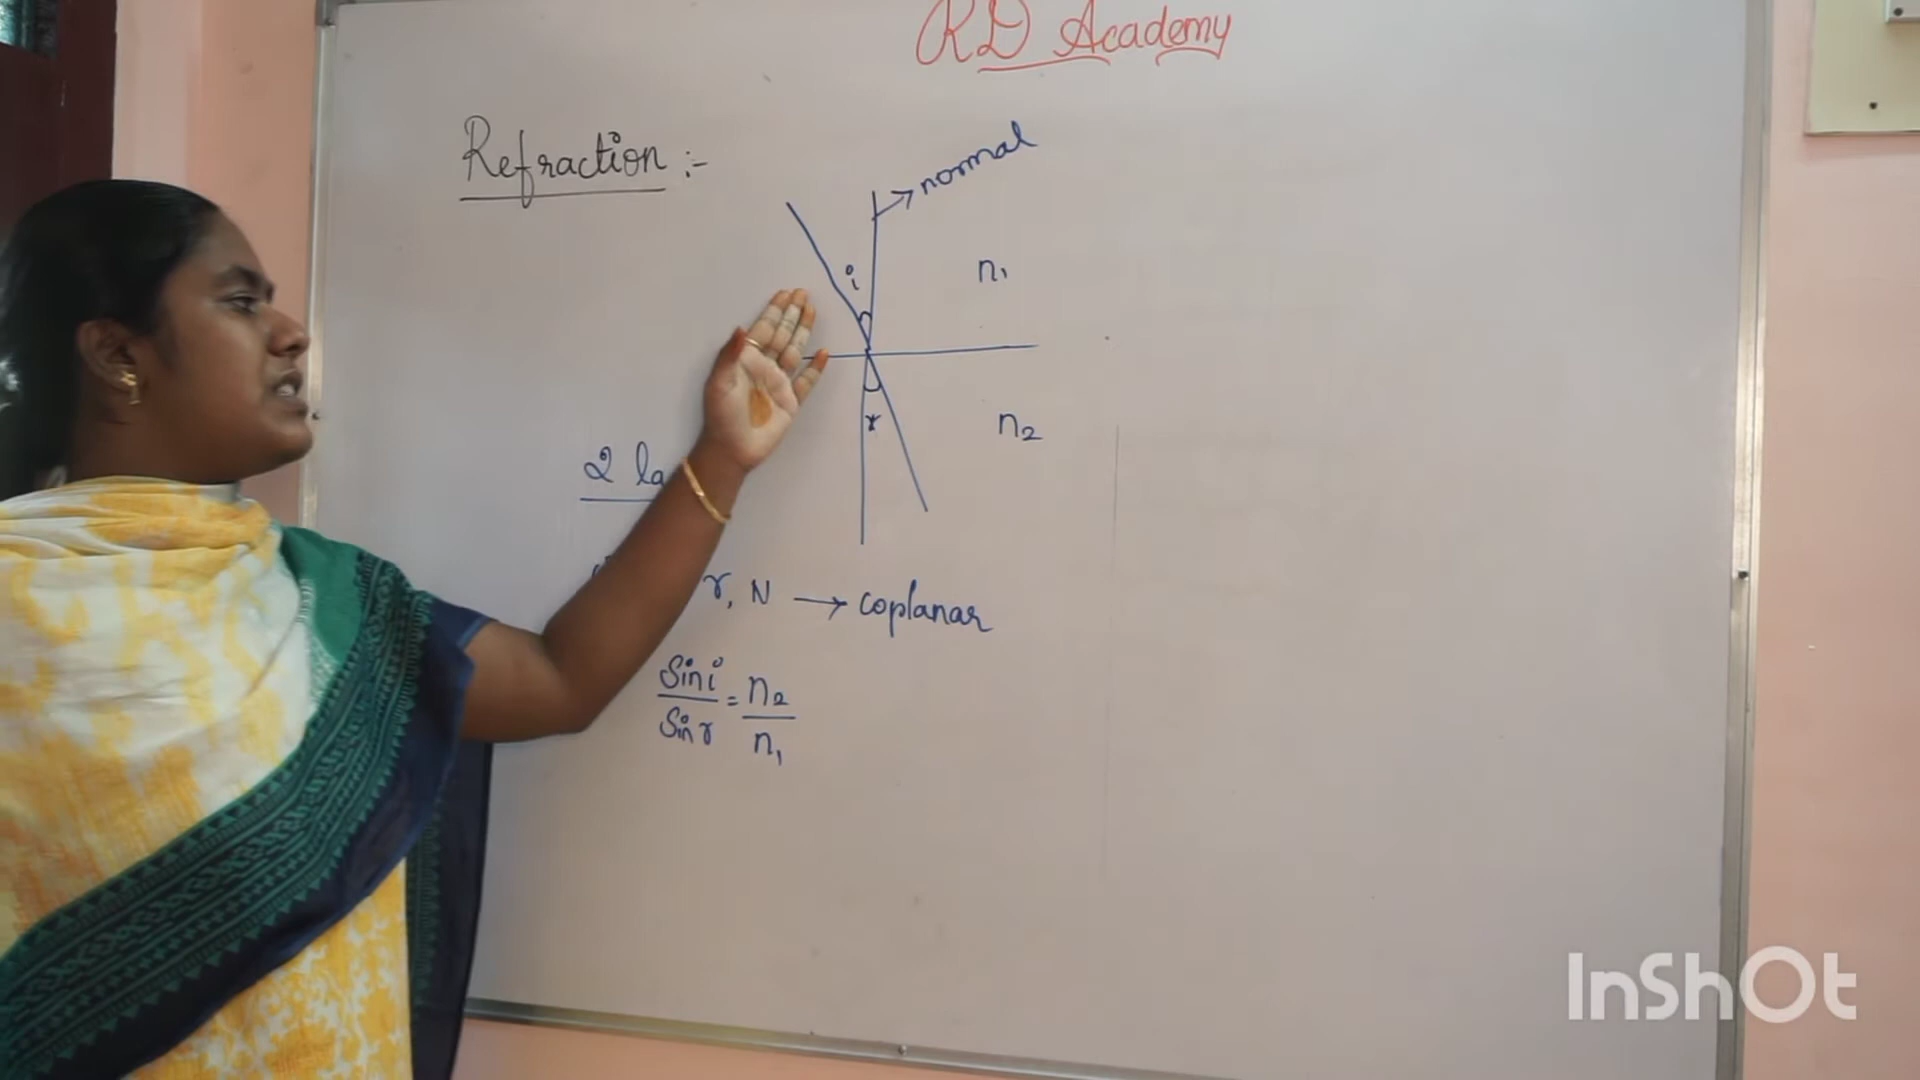 RD Academy
Refraction :-
normal
i
n₁
r
n₂
2 la
r, N → coplanar
Sin i / Sin r = n₂ / n₁
InShOt